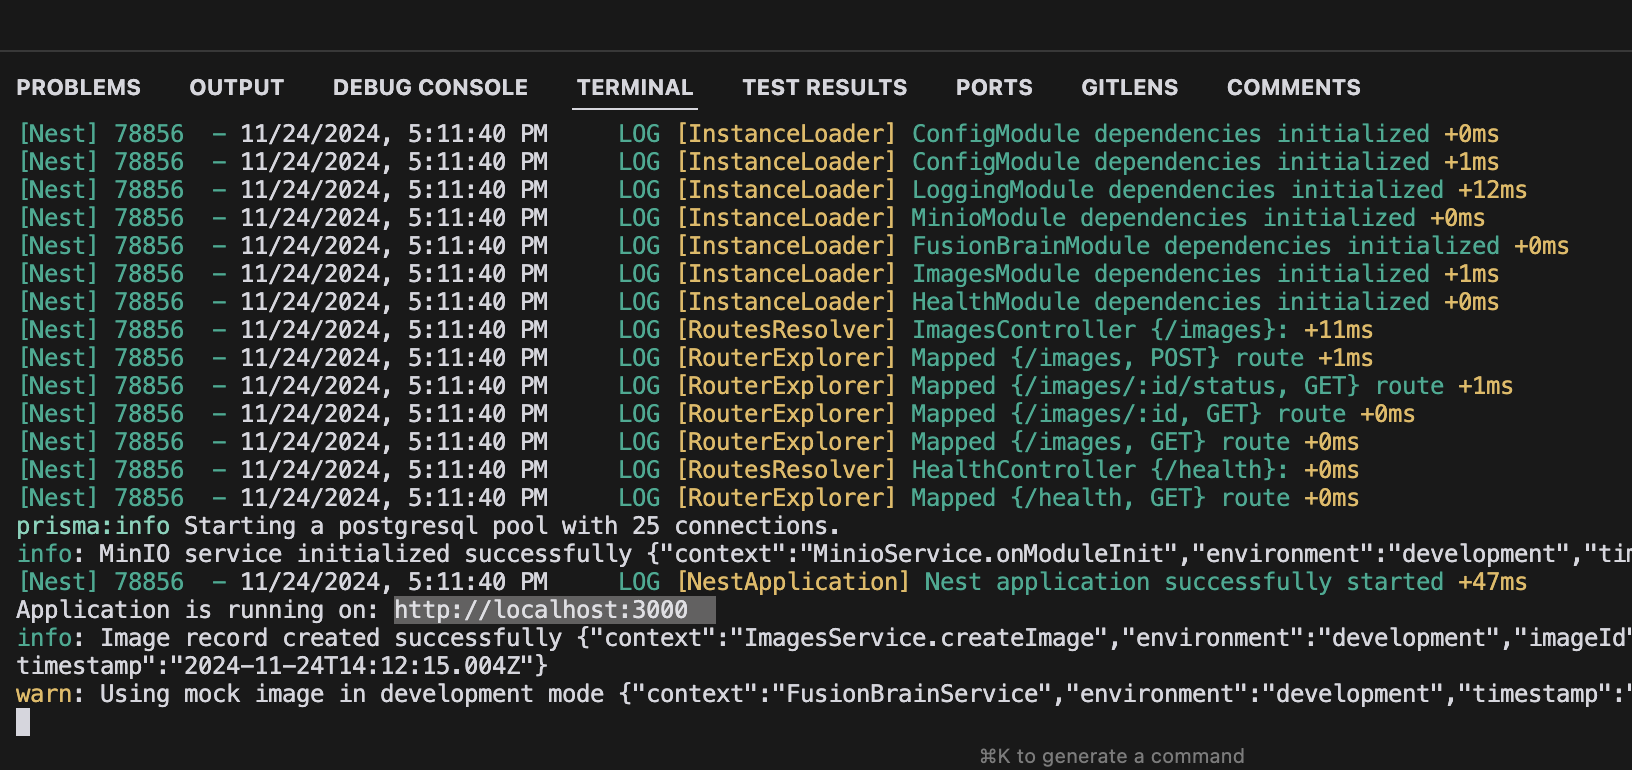 PROBLEMS OUTPUT DEBUG CONSOLE TERMINAL TEST RESULTS PORTS GITLENS COMMENTS
[Nest] 78856  - 11/24/2024, 5:11:40 PM     LOG [InstanceLoader] ConfigModule dependencies initialized +0ms
[Nest] 78856  - 11/24/2024, 5:11:40 PM     LOG [InstanceLoader] ConfigModule dependencies initialized +1ms
[Nest] 78856  - 11/24/2024, 5:11:40 PM     LOG [InstanceLoader] LoggingModule dependencies initialized +12ms
[Nest] 78856  - 11/24/2024, 5:11:40 PM     LOG [InstanceLoader] MinioModule dependencies initialized +0ms
[Nest] 78856  - 11/24/2024, 5:11:40 PM     LOG [InstanceLoader] FusionBrainModule dependencies initialized +0ms
[Nest] 78856  - 11/24/2024, 5:11:40 PM     LOG [InstanceLoader] ImagesModule dependencies initialized +1ms
[Nest] 78856  - 11/24/2024, 5:11:40 PM     LOG [InstanceLoader] HealthModule dependencies initialized +0ms
[Nest] 78856  - 11/24/2024, 5:11:40 PM     LOG [RoutesResolver] ImagesController {/images}: +11ms
[Nest] 78856  - 11/24/2024, 5:11:40 PM     LOG [RouterExplorer] Mapped {/images, POST} route +1ms
[Nest] 78856  - 11/24/2024, 5:11:40 PM     LOG [RouterExplorer] Mapped {/images/:id/status, GET} route +1ms
[Nest] 78856  - 11/24/2024, 5:11:40 PM     LOG [RouterExplorer] Mapped {/images/:id, GET} route +0ms
[Nest] 78856  - 11/24/2024, 5:11:40 PM     LOG [RouterExplorer] Mapped {/images, GET} route +0ms
[Nest] 78856  - 11/24/2024, 5:11:40 PM     LOG [RoutesResolver] HealthController {/health}: +0ms
[Nest] 78856  - 11/24/2024, 5:11:40 PM     LOG [RouterExplorer] Mapped {/health, GET} route +0ms
prisma:info Starting a postgresql pool with 25 connections.
info: MinIO service initialized successfully {"context":"MinioService.onModuleInit","environment":"development","tim
[Nest] 78856  - 11/24/2024, 5:11:40 PM     LOG [NestApplication] Nest application successfully started +47ms
Application is running on: http://localhost:3000
info: Image record created successfully {"context":"ImagesService.createImage","environment":"development","imageId"
timestamp":"2024-11-24T14:12:15.004Z"}
warn: Using mock image in development mode {"context":"FusionBrainService","environment":"development","timestamp":"
⌘K to generate a command